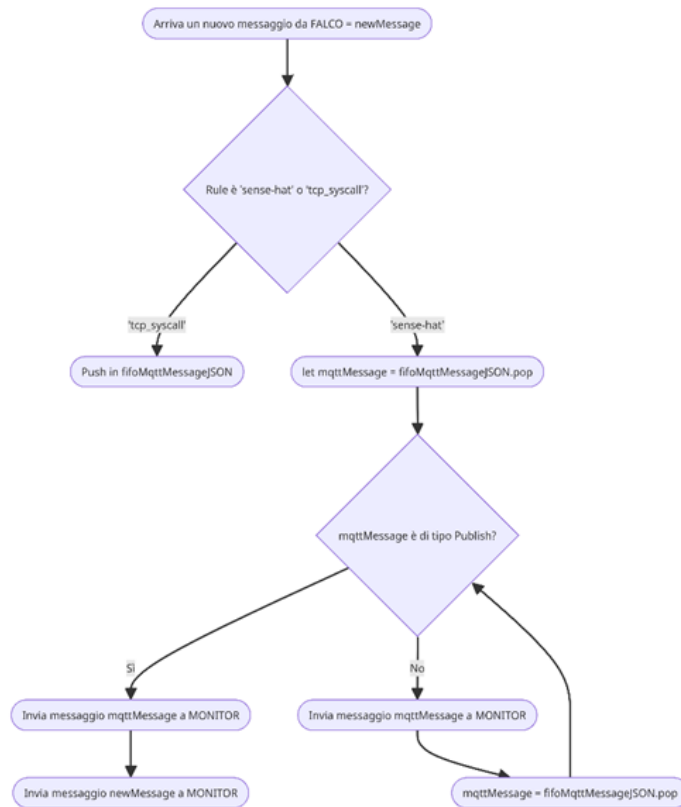 Arriva un nuovo messaggio da FALCO = newMessage
Rule è 'sense-hat' o 'tcp_syscall'?
'tcp_syscall'
'sense-hat'
Push in fifoMqttMessageJSON
let mqttMessage = fifoMqttMessageJSON.pop
mqttMessage è di tipo Publish?
Sì
No
Invia messaggio mqttMessage a MONITOR
Invia messaggio mqttMessage a MONITOR
Invia messaggio newMessage a MONITOR
mqttMessage = fifoMqttMessageJSON.pop